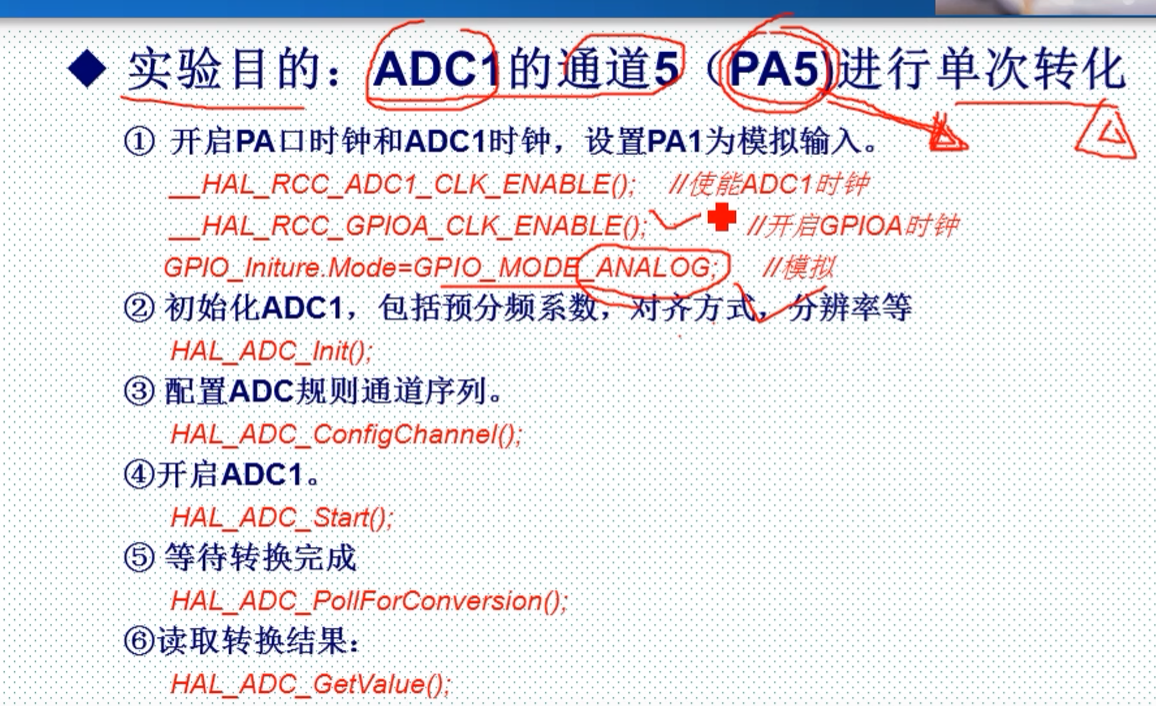 ◆ 实验目的：ADC1的通道5（PA5)进行单次转化
① 开启PA口时钟和ADC1时钟，设置PA1为模拟输入。
__HAL_RCC_ADC1_CLK_ENABLE(); //使能ADC1时钟
__HAL_RCC_GPIOA_CLK_ENABLE(); //开启GPIOA时钟
GPIO_Initure.Mode=GPIO_MODE_ANALOG; //模拟
② 初始化ADC1，包括预分频系数，对齐方式，分辨率等
HAL_ADC_Init();
③ 配置ADC规则通道序列。
HAL_ADC_ConfigChannel();
④开启ADC1。
HAL_ADC_Start();
⑤ 等待转换完成
HAL_ADC_PollForConversion();
⑥读取转换结果：
HAL_ADC_GetValue();